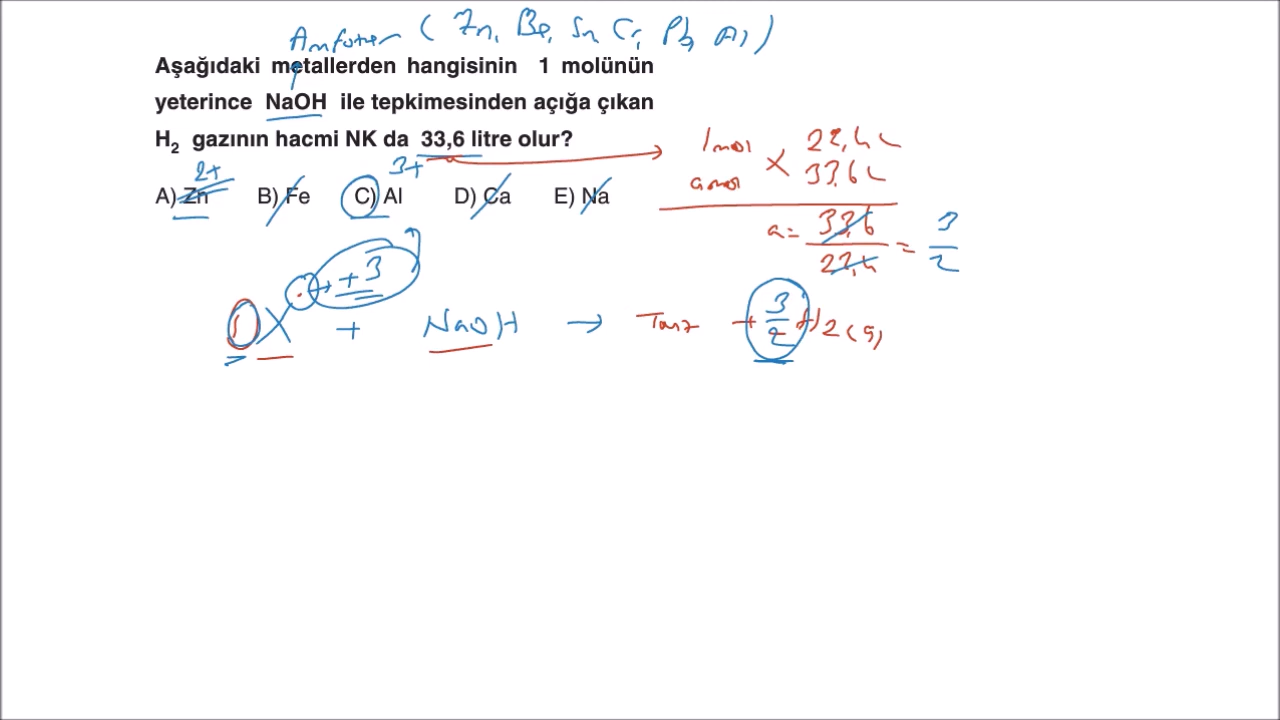 Amfoter ( Zn, Be, Sn Cr, Pb, Al )
Aşağıdaki metallerden hangisinin 1 molünün
yeterince NaOH ile tepkimesinden açığa çıkan
H₂ gazının hacmi NK da 33,6 litre olur?
2+ 3+
A) Zn B) Fe C) Al D) Ca E) Na
1 mol 22,4 L
a mol 33,6 L
a = 33,6 / 22,4 = 3/2
+3
1 X + NaOH → Tuz + 3/2 H2(g)